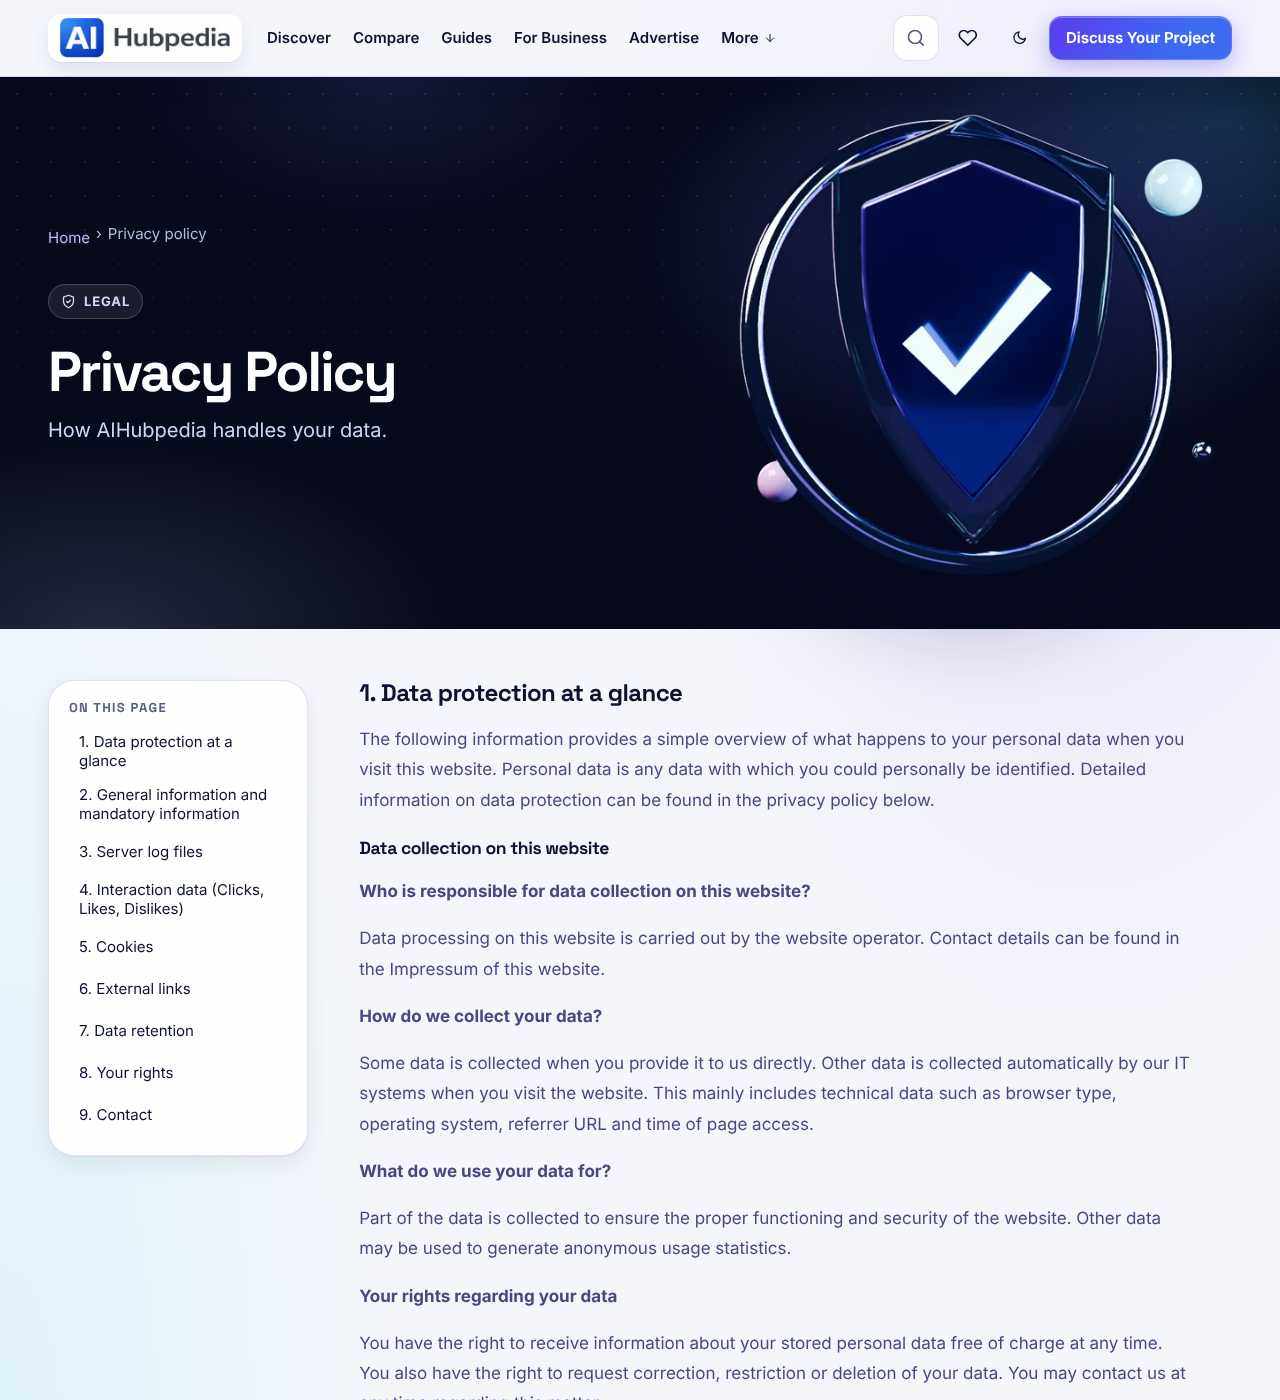 AI Hubpedia
Discover
Compare
Guides
For Business
Advertise
More
Discuss Your Project
Home › Privacy policy
LEGAL
Privacy Policy
How AIHubpedia handles your data.
ON THIS PAGE
1. Data protection at a
glance
2. General information and
mandatory information
3. Server log files
4. Interaction data (Clicks,
Likes, Dislikes)
5. Cookies
6. External links
7. Data retention
8. Your rights
9. Contact
1. Data protection at a glance
The following information provides a simple overview of what happens to your personal data when you
visit this website. Personal data is any data with which you could personally be identified. Detailed
information on data protection can be found in the privacy policy below.
Data collection on this website
Who is responsible for data collection on this website?
Data processing on this website is carried out by the website operator. Contact details can be found in
the Impressum of this website.
How do we collect your data?
Some data is collected when you provide it to us directly. Other data is collected automatically by our IT
systems when you visit the website. This mainly includes technical data such as browser type,
operating system, referrer URL and time of page access.
What do we use your data for?
Part of the data is collected to ensure the proper functioning and security of the website. Other data
may be used to generate anonymous usage statistics.
Your rights regarding your data
You have the right to receive information about your stored personal data free of charge at any time.
You also have the right to request correction, restriction or deletion of your data. You may contact us at